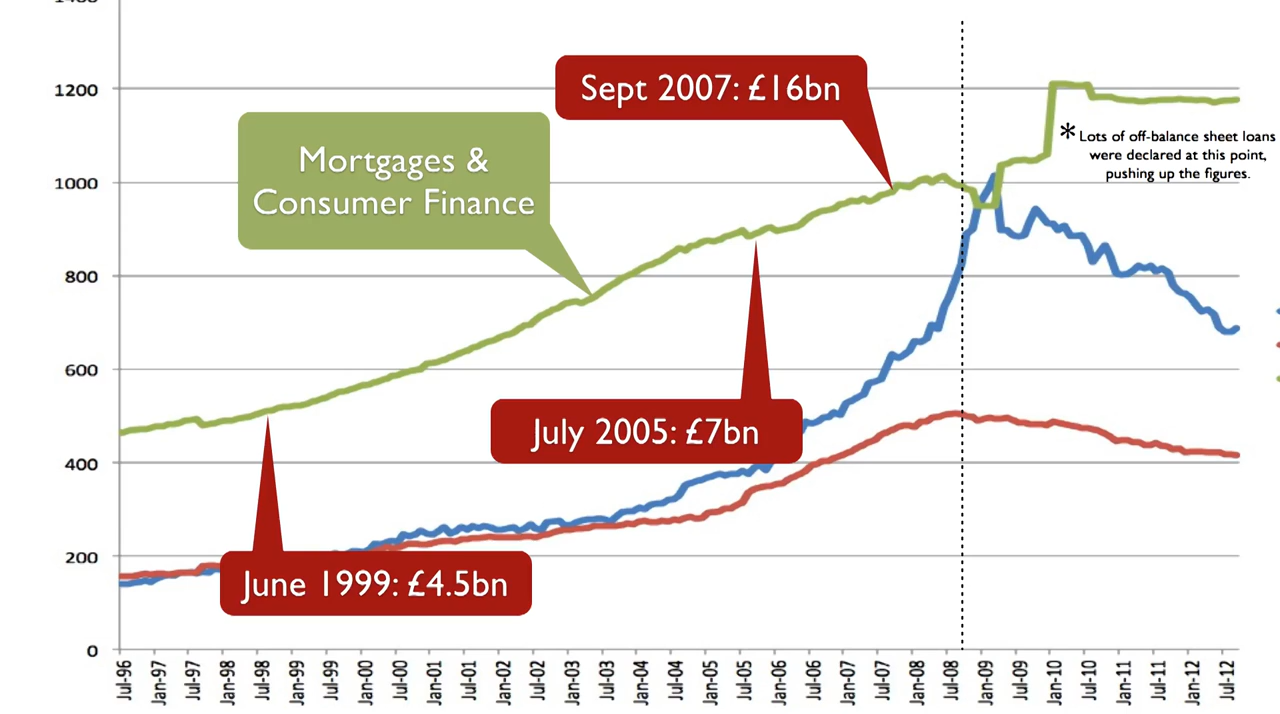 1400
1200
1000
800
600
400
200
0
Sept 2007: £16bn
Mortgages &
Consumer Finance
* Lots of off-balance sheet loans
were declared at this point,
pushing up the figures.
July 2005: £7bn
June 1999: £4.5bn
Jul-96
Jan-97
Jul-97
Jan-98
Jul-98
Jan-99
Jul-99
Jan-00
Jul-00
Jan-01
Jul-01
Jan-02
Jul-02
Jan-03
Jul-03
Jan-04
Jul-04
Jan-05
Jul-05
Jan-06
Jul-06
Jan-07
Jul-07
Jan-08
Jul-08
Jan-09
Jul-09
Jan-10
Jul-10
Jan-11
Jul-11
Jan-12
Jul-12